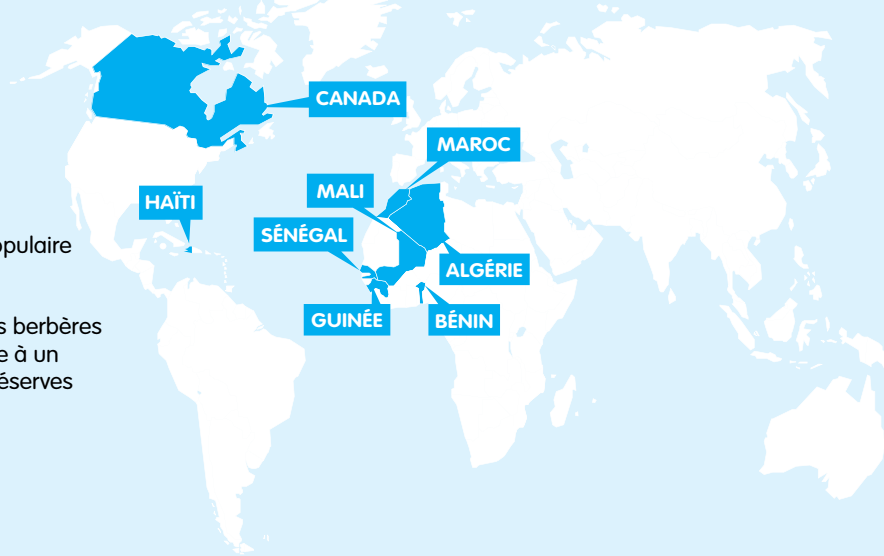 CANADA
MAROC
MALI
HAÏTI
SÉNÉGAL
opulaire
ALGÉRIE
GUINÉE
BÉNIN
s berbères
e à un
éserves